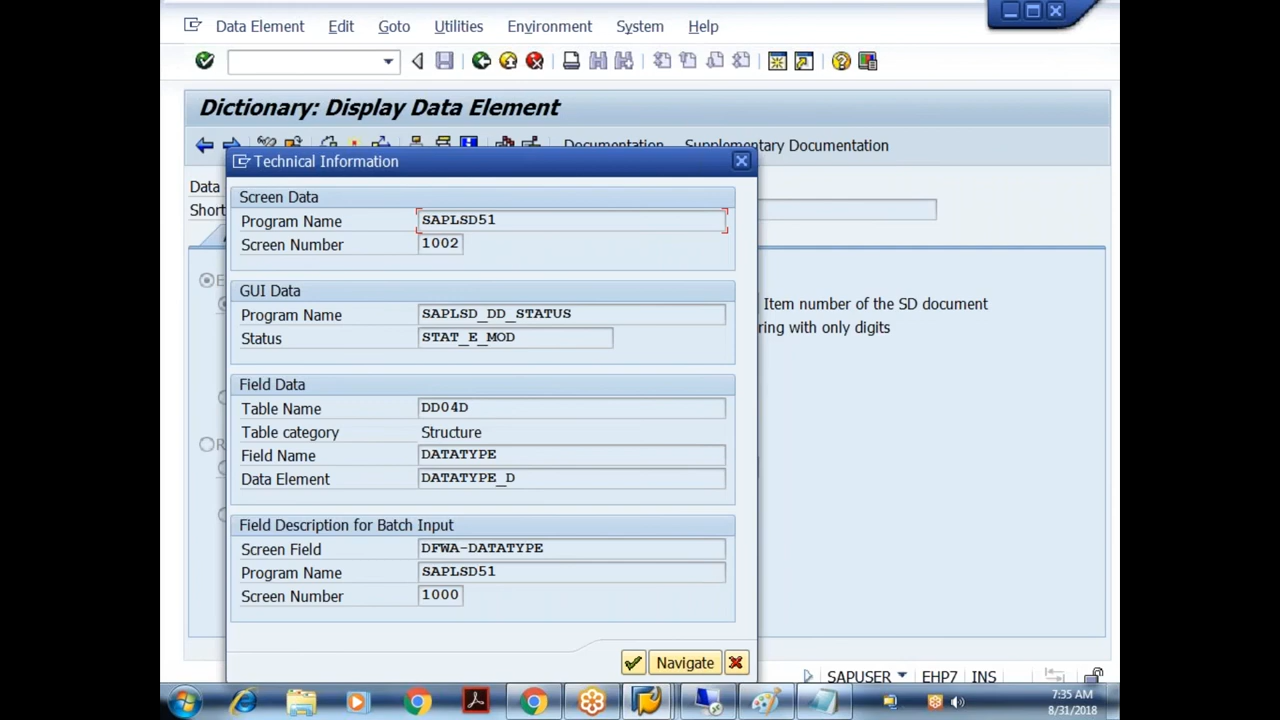 Data Element Edit Goto Utilities Environment System Help
Dictionary: Display Data Element
Documentation Supplementary Documentation
Technical Information
Data
Short
Screen Data
Program Name SAPLSD51
Screen Number 1002
GUI Data
Item number of the SD document
Program Name SAPLSD_DD_STATUS
ring with only digits
Status STAT_E_MOD
Field Data
Table Name DD04D
Table category Structure
Field Name DATATYPE
Data Element DATATYPE_D
Field Description for Batch Input
Screen Field DFWA-DATATYPE
Program Name SAPLSD51
Screen Number 1000
Navigate
SAPUSER EHP7 INS
7:35 AM
8/31/2018